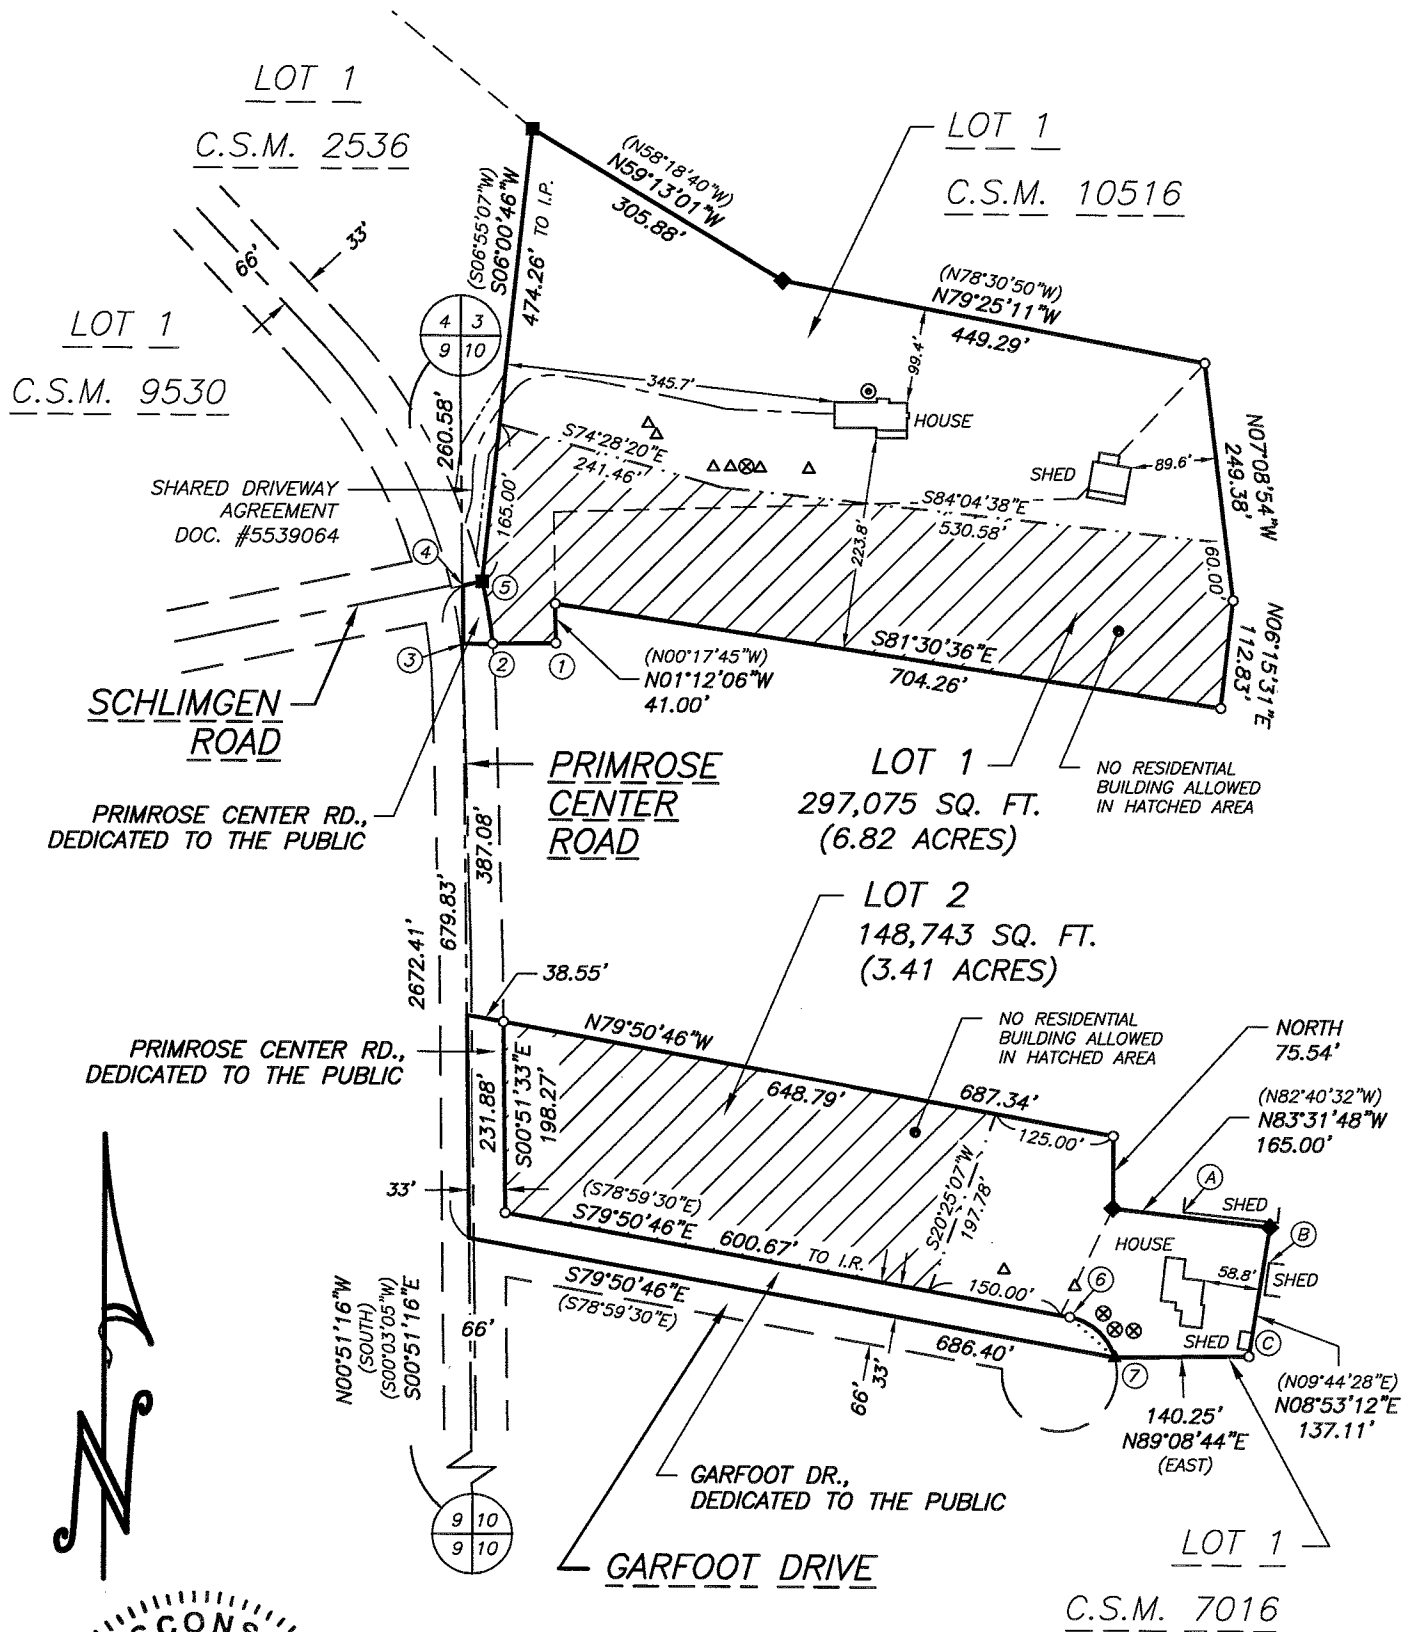 LOT 1
C.S.M. 2536
LOT 1
C.S.M. 10516
(N58°18'40"W)
N59°13'01"W
305.88'
(S06°55'07"W)
S06°00'46"W
474.26' TO I.P.
33'
66'
(N78°30'50"W)
N79°25'11"W
449.29'
LOT 1
C.S.M. 9530
4 3
9 10
99.4'
345.7'
HOUSE
260.58'
S74°28'20"E
241.46'
SHED
89.6'
N07°08'54"W
249.38'
SHARED DRIVEWAY
AGREEMENT
DOC. #5539064
165.00'
S84°04'38"E
530.58'
223.8'
60.00'
4
5
3
2
1
S81°30'36"E
704.26'
N06°15'31"E
112.83'
(N00°17'45"W)
N01°12'06"W
41.00'
SCHLIMGEN
ROAD
PRIMROSE
CENTER
ROAD
LOT 1
297,075 SQ. FT.
(6.82 ACRES)
NO RESIDENTIAL
BUILDING ALLOWED
IN HATCHED AREA
PRIMROSE CENTER RD.,
DEDICATED TO THE PUBLIC
387.08'
679.83'
2672.41'
LOT 2
148,743 SQ. FT.
(3.41 ACRES)
38.55'
N79°50'46"W
648.79'
687.34'
NO RESIDENTIAL
BUILDING ALLOWED
IN HATCHED AREA
NORTH
75.54'
PRIMROSE CENTER RD.,
DEDICATED TO THE PUBLIC
231.88'
S00°51'33"E
198.27'
125.00'
(N82°40'32"W)
N83°31'48"W
165.00'
33'
(S78°59'30"E)
S79°50'46"E
600.67' TO I.R.
S20°25'07"W
197.78'
A
SHED
B
HOUSE
58.8'
SHED
150.00'
6
SHED
C
S79°50'46"E
(S78°59'30"E)
686.40'
N00°51'16"W
(SOUTH)
(S00°03'05"W)
S00°51'16"E
66'
66'
33'
7
140.25'
N89°08'44"E
(EAST)
(N09°44'28"E)
N08°53'12"E
137.11'
GARFOOT DR.,
DEDICATED TO THE PUBLIC
9 10
9 10
GARFOOT DRIVE
LOT 1
C.S.M. 7016
N
SCONS